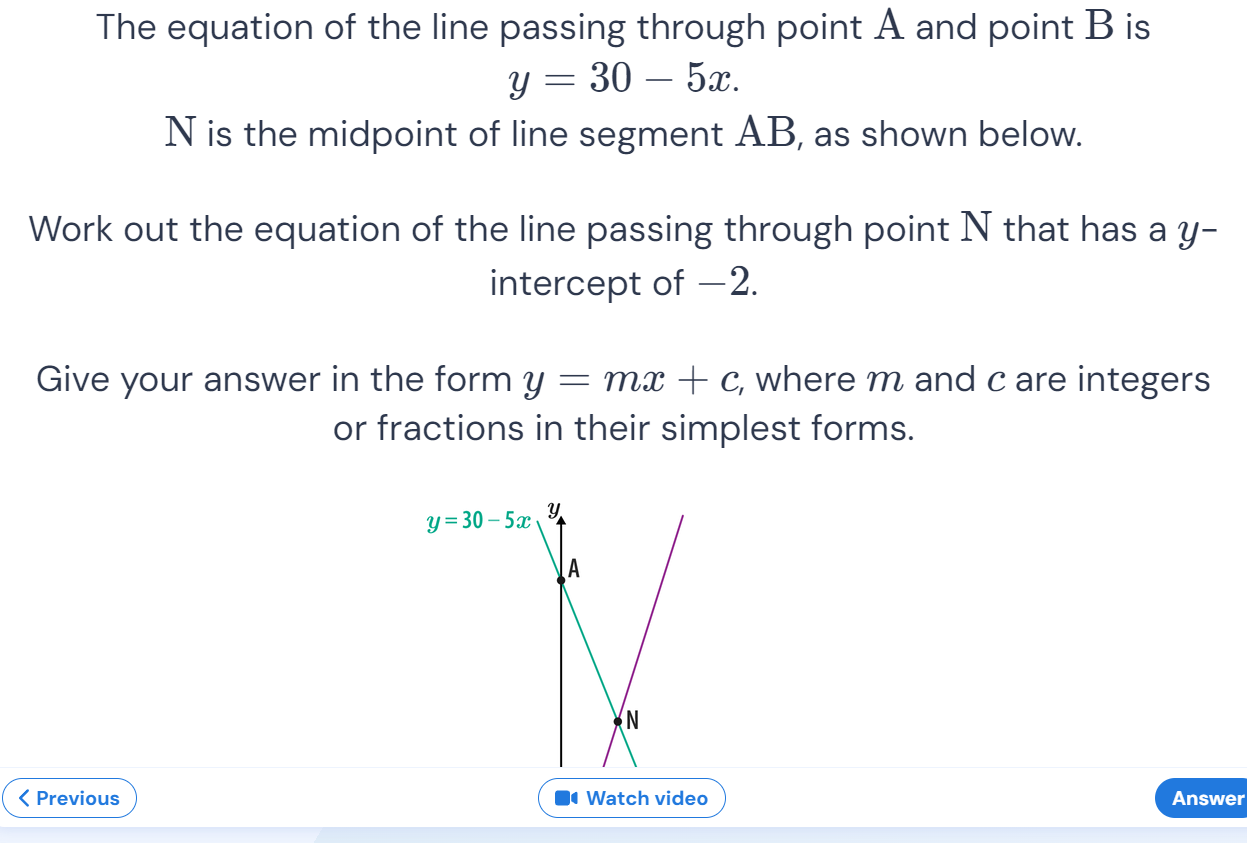 The equation of the line passing through point A and point B is
y = 30 − 5x.
N is the midpoint of line segment AB, as shown below.
Work out the equation of the line passing through point N that has a y-
intercept of −2.
Give your answer in the form y = mx + c, where m and c are integers
or fractions in their simplest forms.
y = 30 − 5x
y
A
N
Previous
Watch video
Answer